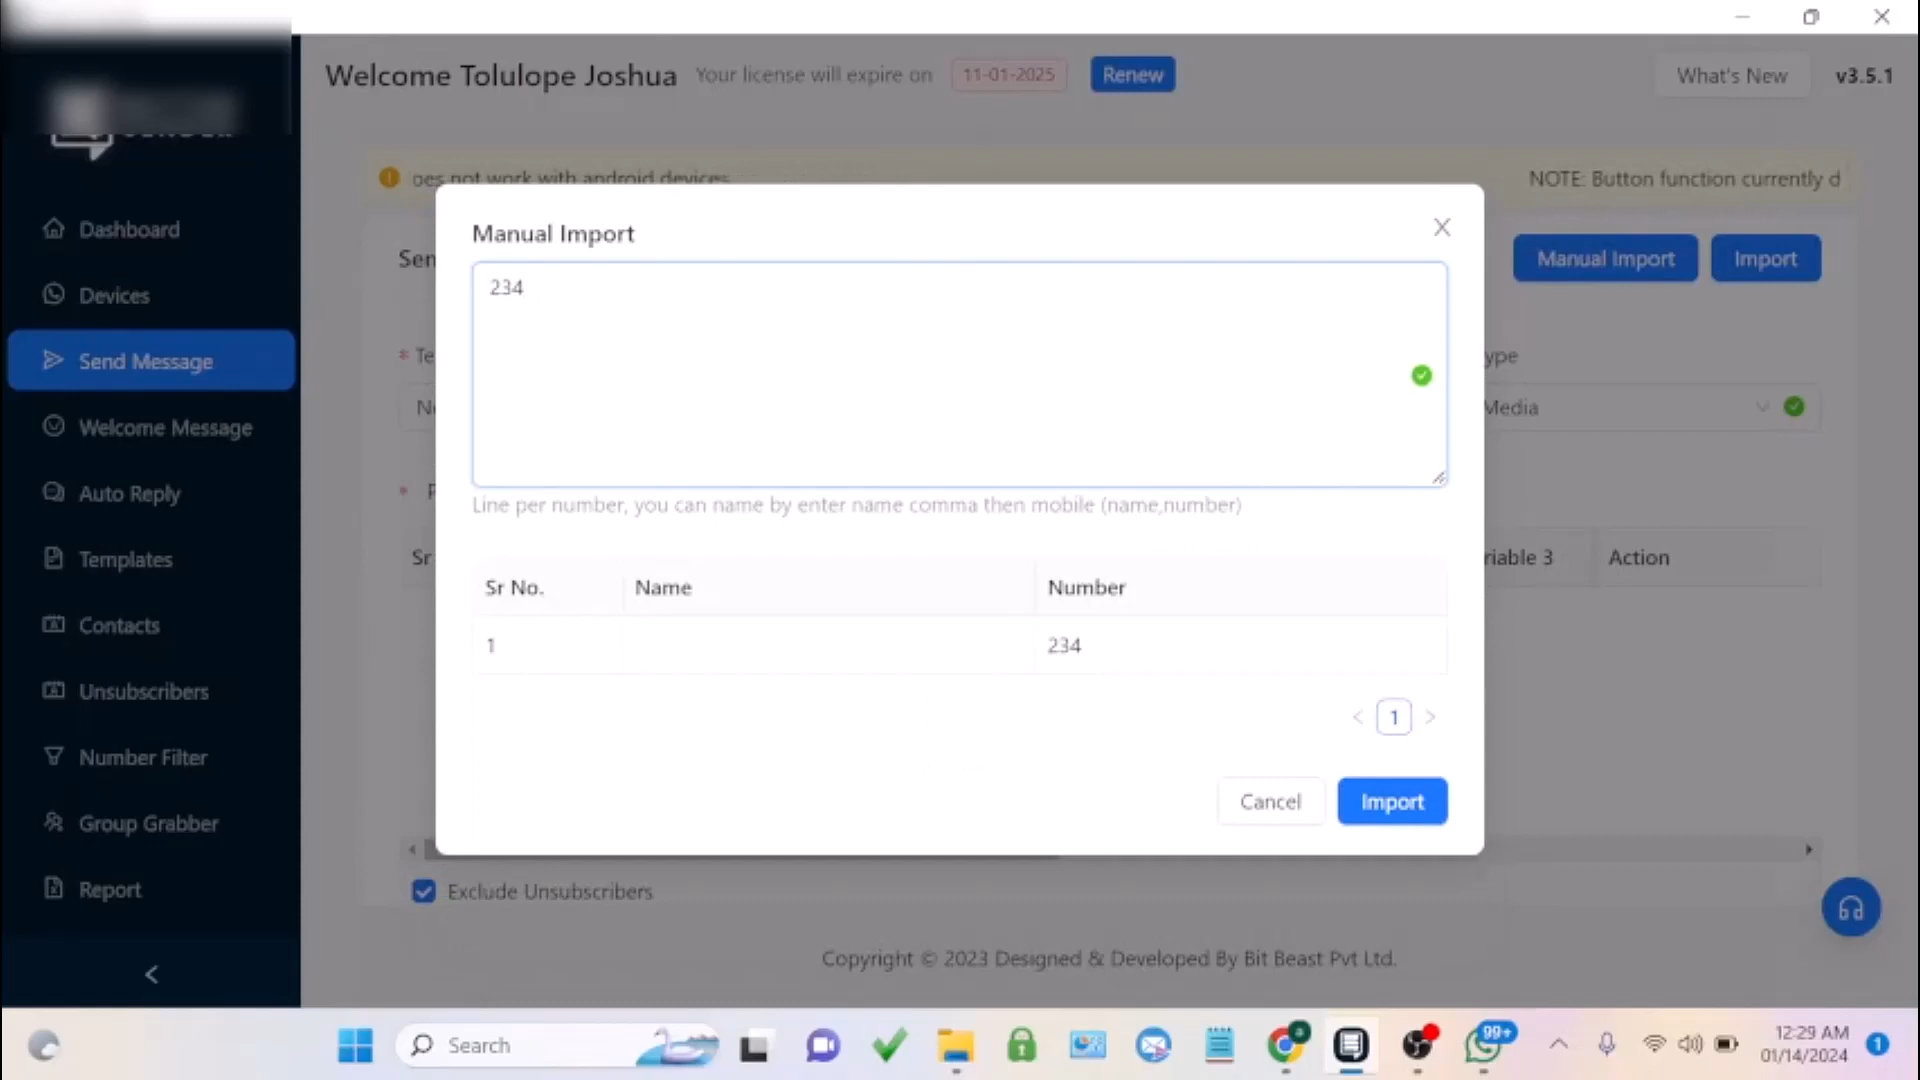 Welcome Tolulope Joshua Your license will expire on 11-01-2025 Renew What's New v3.5.1
oes not work with android devices. NOTE: Button function currently d
Manual Import
Sen
Manual Import Import
234
Dashboard
Devices
Send Message
Welcome Message
Auto Reply
Templates
Contacts
Unsubscribers
Number Filter
Group Grabber
Report
* Te
ype
Media
*
Line per number, you can name by enter name comma then mobile (name,number)
Sr
riable 3 Action
Sr No. Name Number
1 234
< 1 >
Cancel Import
Exclude Unsubscribers
Copyright © 2023 Designed & Developed By Bit Beast Pvt Ltd.
Search
99+
12:29 AM
01/14/2024
1